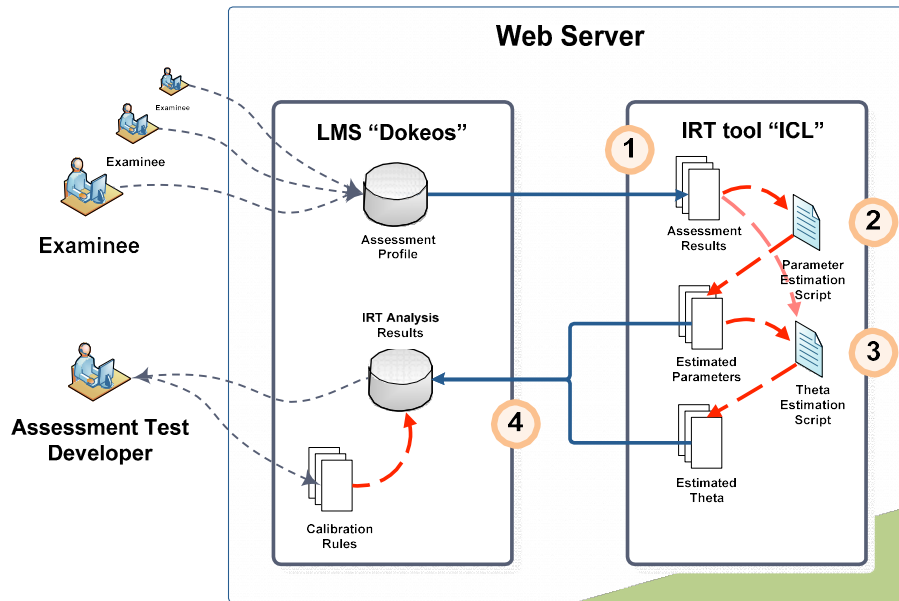 Web Server
LMS “Dokeos”
IRT tool “ICL”
Examinee
Examinee
Examinee
1
2
3
4
Assessment
Profile
Assessment
Results
Parameter
Estimation
Script
IRT Analysis
Results
Estimated
Parameters
Theta
Estimation
Script
Assessment Test
Developer
Calibration
Rules
Estimated
Theta